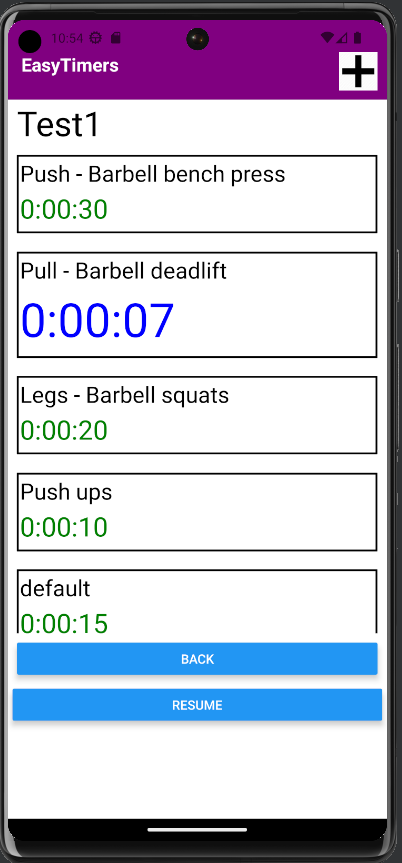 10:54
EasyTimers
Test1
Push - Barbell bench press
0:00:30
Pull - Barbell deadlift
0:00:07
Legs - Barbell squats
0:00:20
Push ups
0:00:10
default
0:00:15
BACK
RESUME